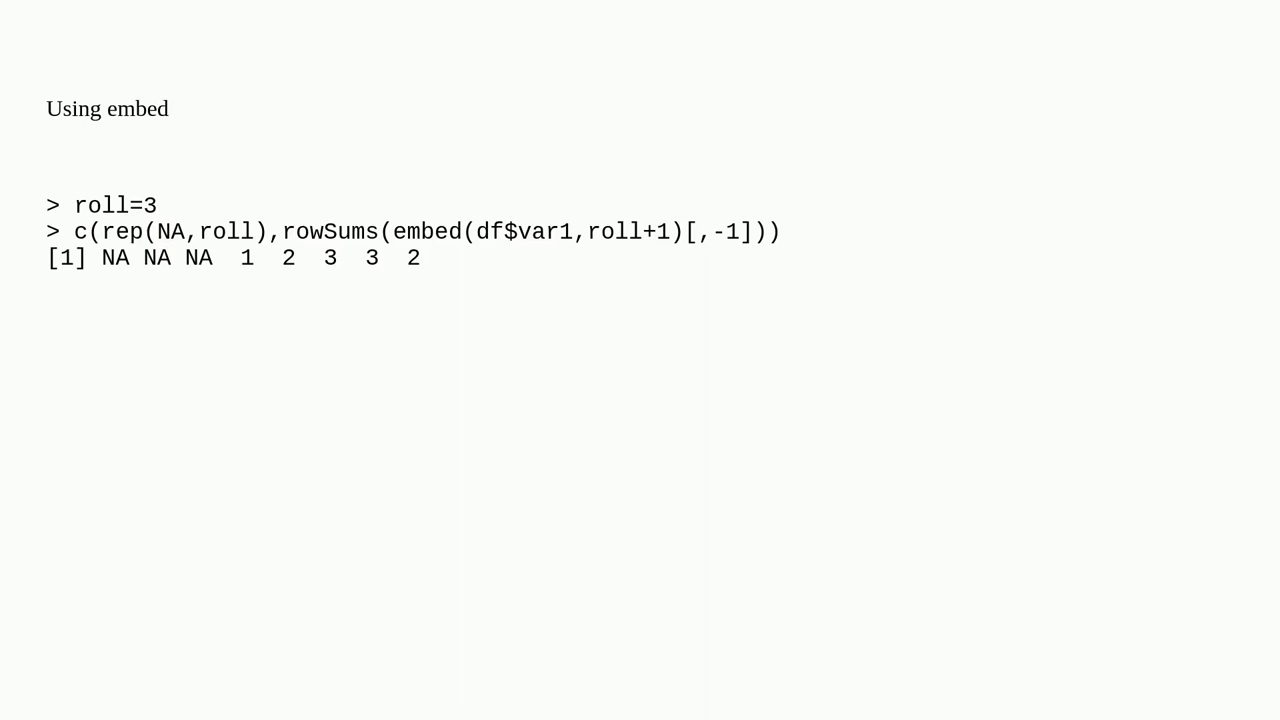 Using embed
> roll=3
> c(rep(NA,roll),rowSums(embed(df$var1,roll+1)[,-1]))
[1] NA NA NA  1  2  3  3  2